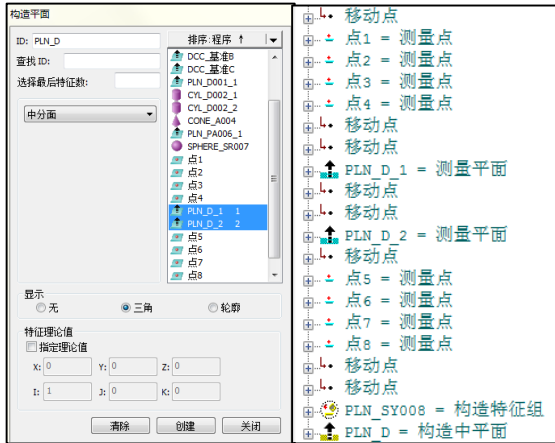 构造平面
ID: PLN_D
查找 ID:
选择最后特征数:
中分面
排序:程序 ↑
DCC_基准B
DCC_基准C
PLN_D001_1
CYL_D002_1
CYL_D002_2
CONE_A004
PLN_PA006_1
SPHERE_SR007
点1
点2
点3
点4
PLN_D_1 1
PLN_D_2 2
点5
点6
点7
点8
显示
无 三角 轮廓
特征理论值
指定理论值
X: 0 Y: 0 Z: 0
I: 1 J: 0 K: 0
清除 创建 关闭
移动点
点1 = 测量点
点2 = 测量点
点3 = 测量点
点4 = 测量点
移动点
移动点
PLN_D_1 = 测量平面
移动点
移动点
PLN_D_2 = 测量平面
移动点
点5 = 测量点
点6 = 测量点
点7 = 测量点
点8 = 测量点
移动点
移动点
PLN_SY008 = 构造特征组
PLN_D = 构造中平面